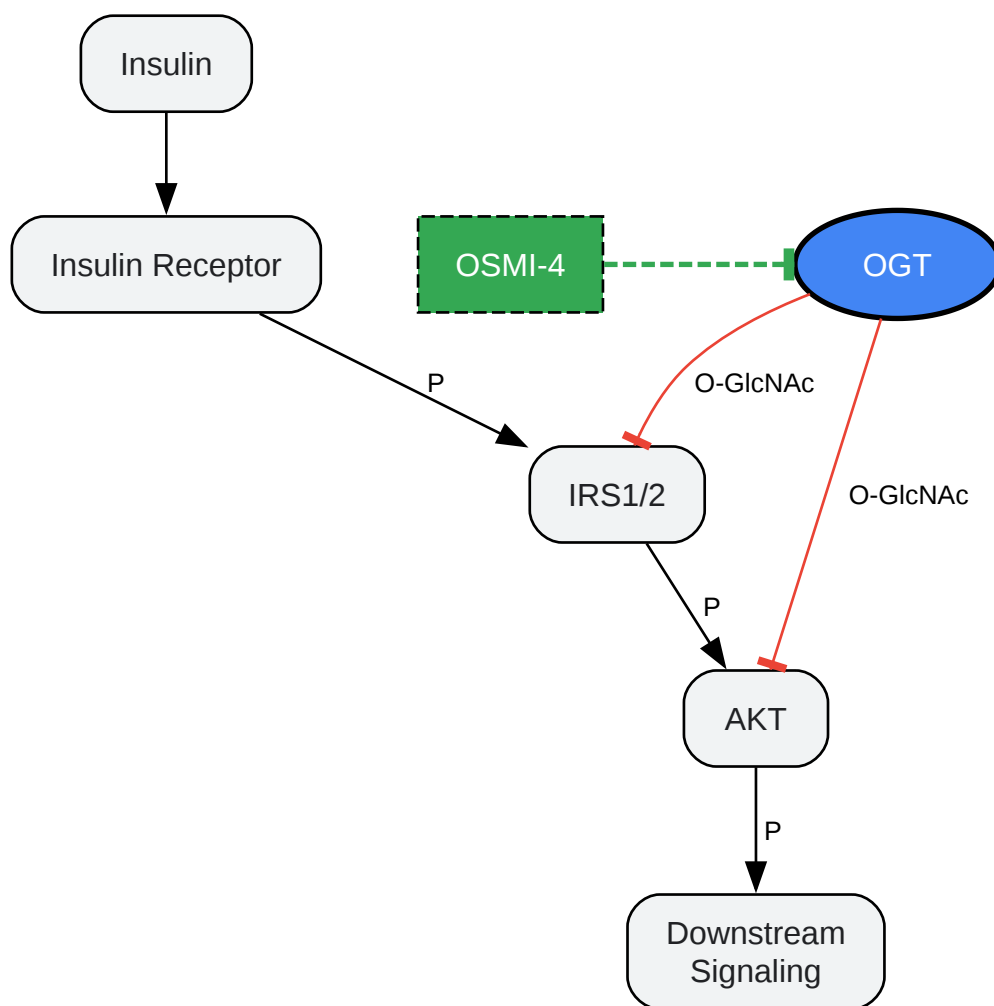 Insulin
Insulin Receptor
OSMI-4
OGT
P
O-GlcNAc
IRS1/2
O-GlcNAc
P
AKT
P
Downstream
Signaling